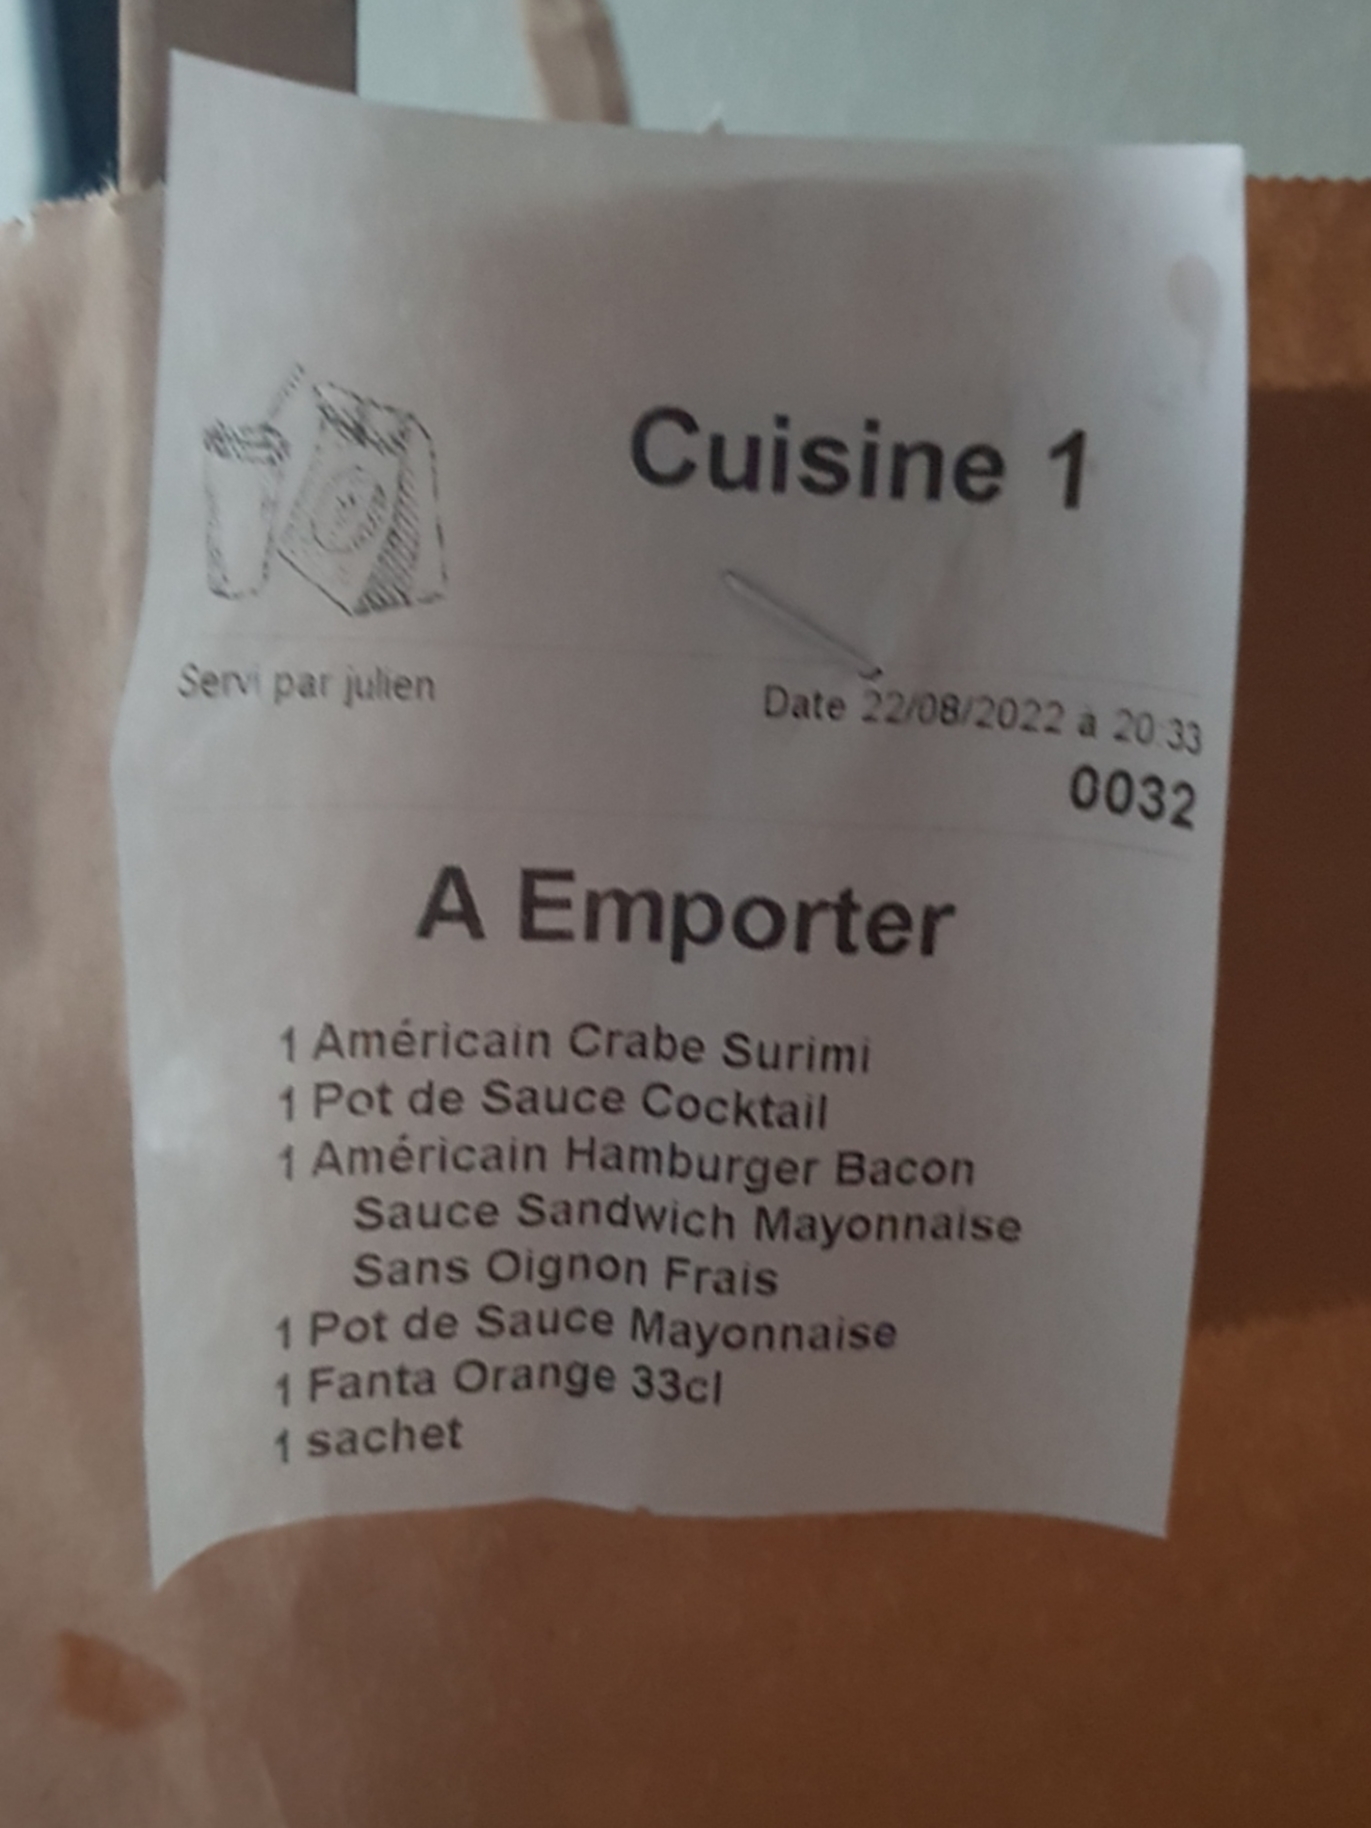 Cuisine 1
Servi par julien
Date 22/08/2022 à 20:33
0032
A Emporter
1 Américain Crabe Surimi
1 Pot de Sauce Cocktail
1 Américain Hamburger Bacon
Sauce Sandwich Mayonnaise
Sans Oignon Frais
1 Pot de Sauce Mayonnaise
1 Fanta Orange 33cl
1 sachet